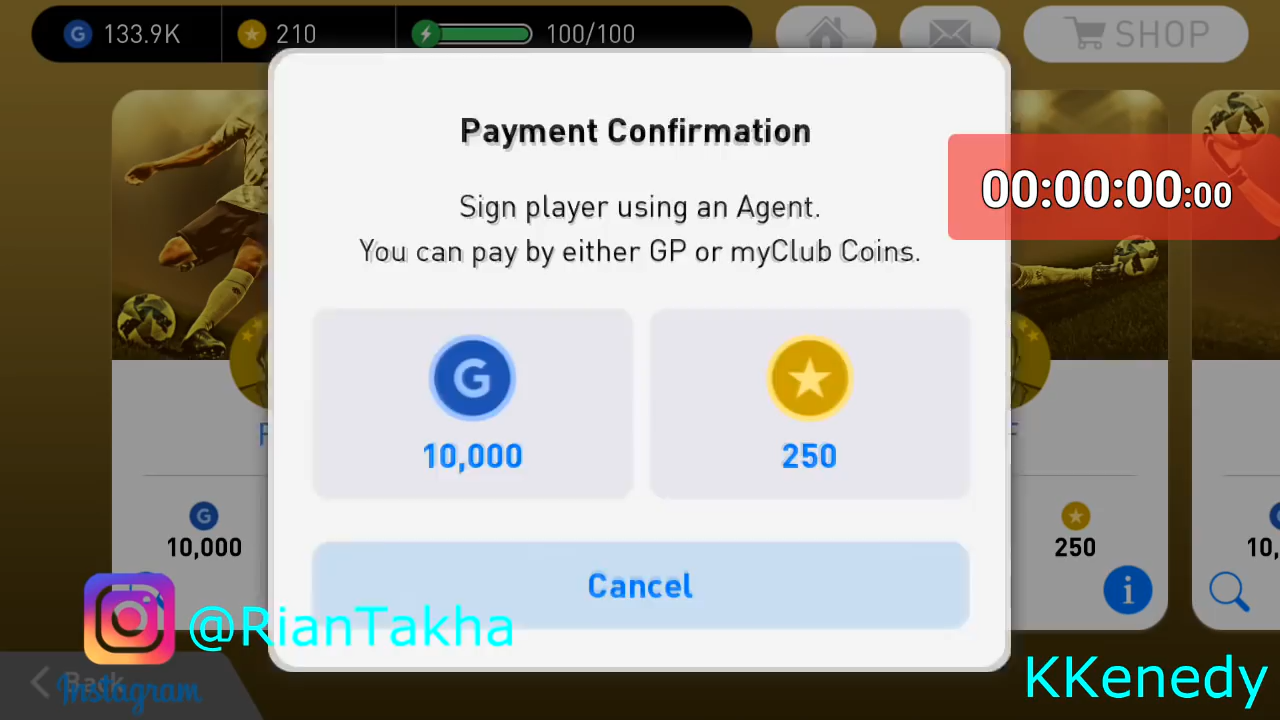 133.9K 210 100/100 SHOP
Payment Confirmation
Sign player using an Agent.
You can pay by either GP or myClub Coins.
00:00:00:00
10,000 250
10,000 250 10,
Cancel
@RianTakha
Back
Instagram
KKenedy